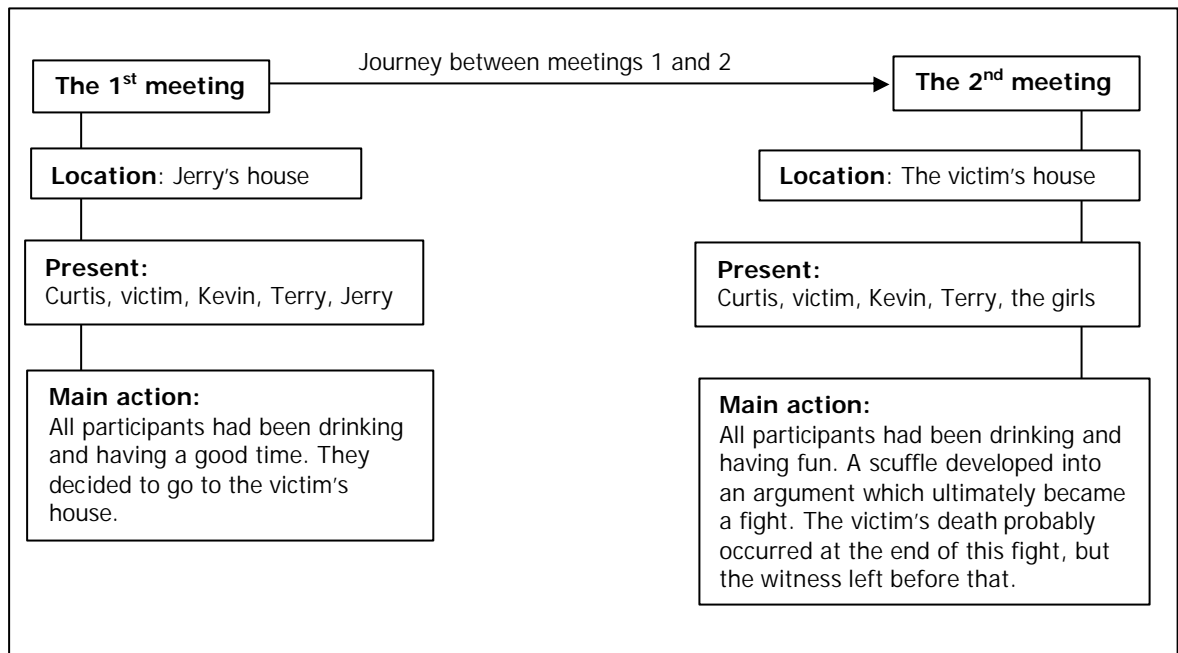 Journey between meetings 1 and 2
The 1st meeting
The 2nd meeting
Location: Jerry's house
Location: The victim's house
Present:
Curtis, victim, Kevin, Terry, Jerry
Present:
Curtis, victim, Kevin, Terry, the girls
Main action:
All participants had been drinking
and having a good time. They
decided to go to the victim's
house.
Main action:
All participants had been drinking and
having fun. A scuffle developed into
an argument which ultimately became
a fight. The victim's death probably
occurred at the end of this fight, but
the witness left before that.